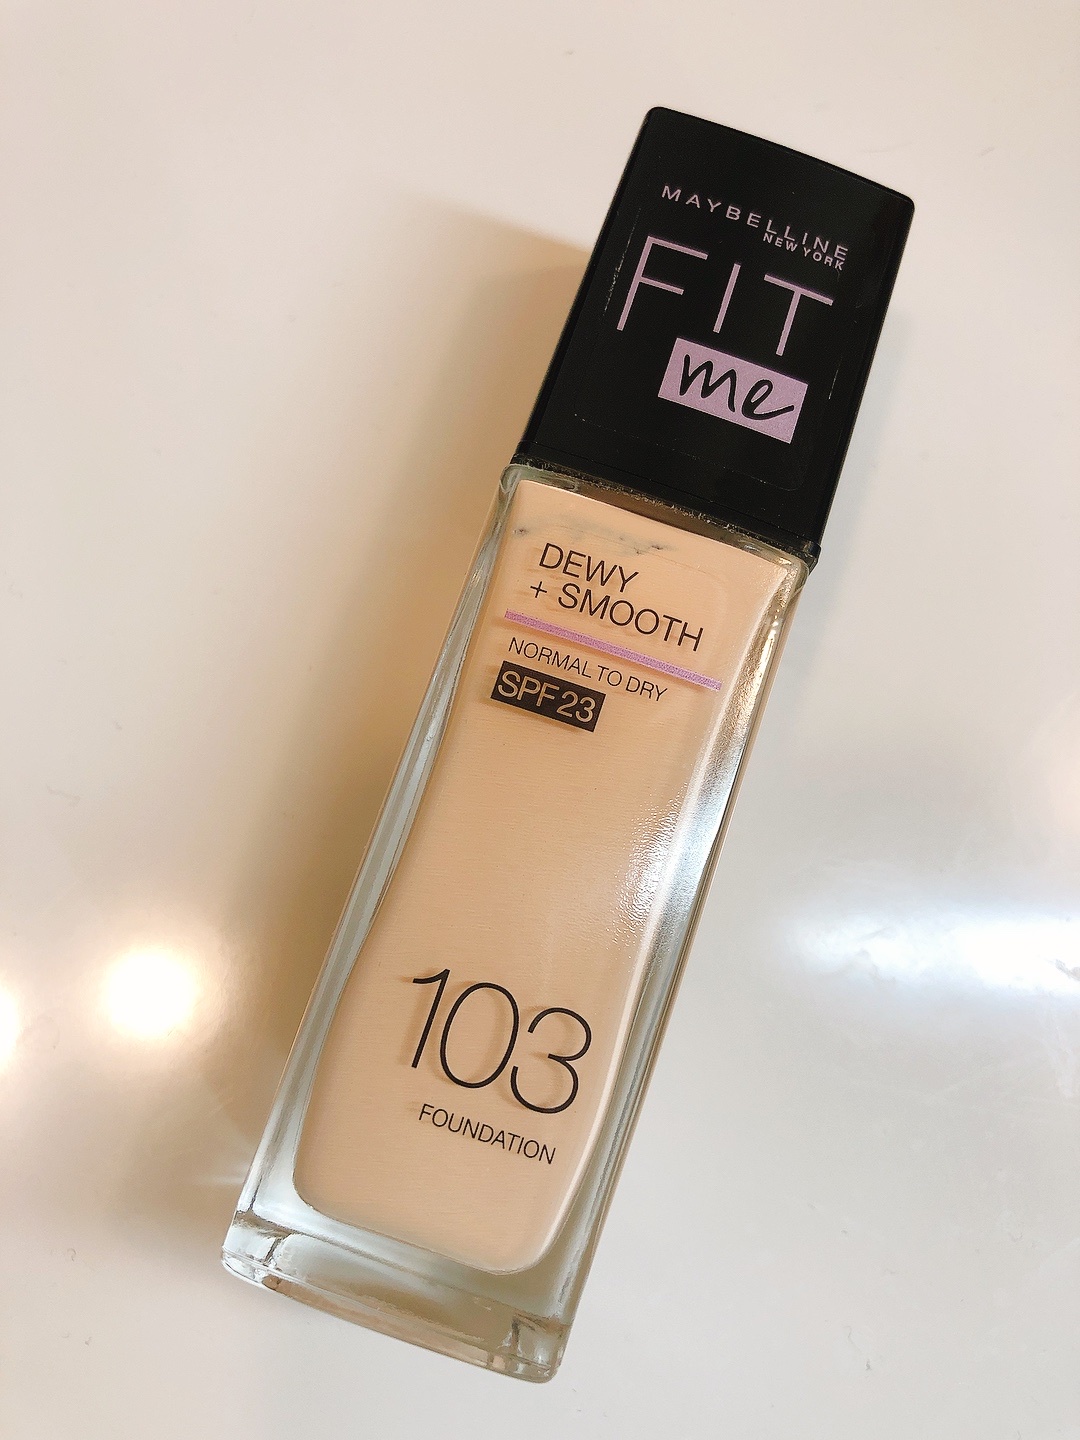 MAYBELLINE
NEW YORK
FIT
me
DEWY
+ SMOOTH
NORMAL TO DRY
SPF 23
103
FOUNDATION